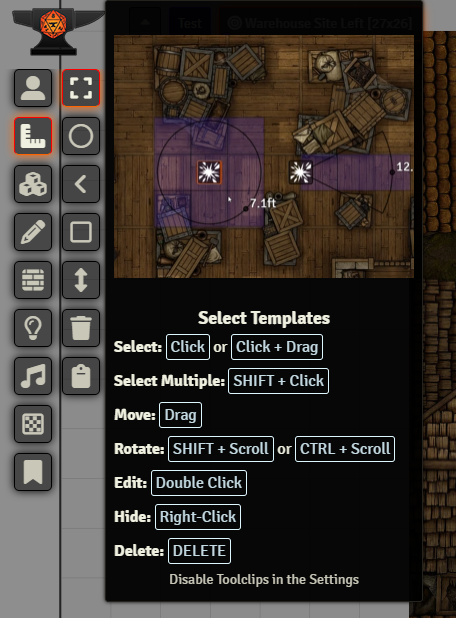 Test
Warehouse Site Left [27x26]
7.1ft
12.
Select Templates
Select: Click or Click + Drag
Select Multiple: SHIFT + Click
Move: Drag
Rotate: SHIFT + Scroll or CTRL + Scroll
Edit: Double Click
Hide: Right-Click
Delete: DELETE
Disable Toolclips in the Settings